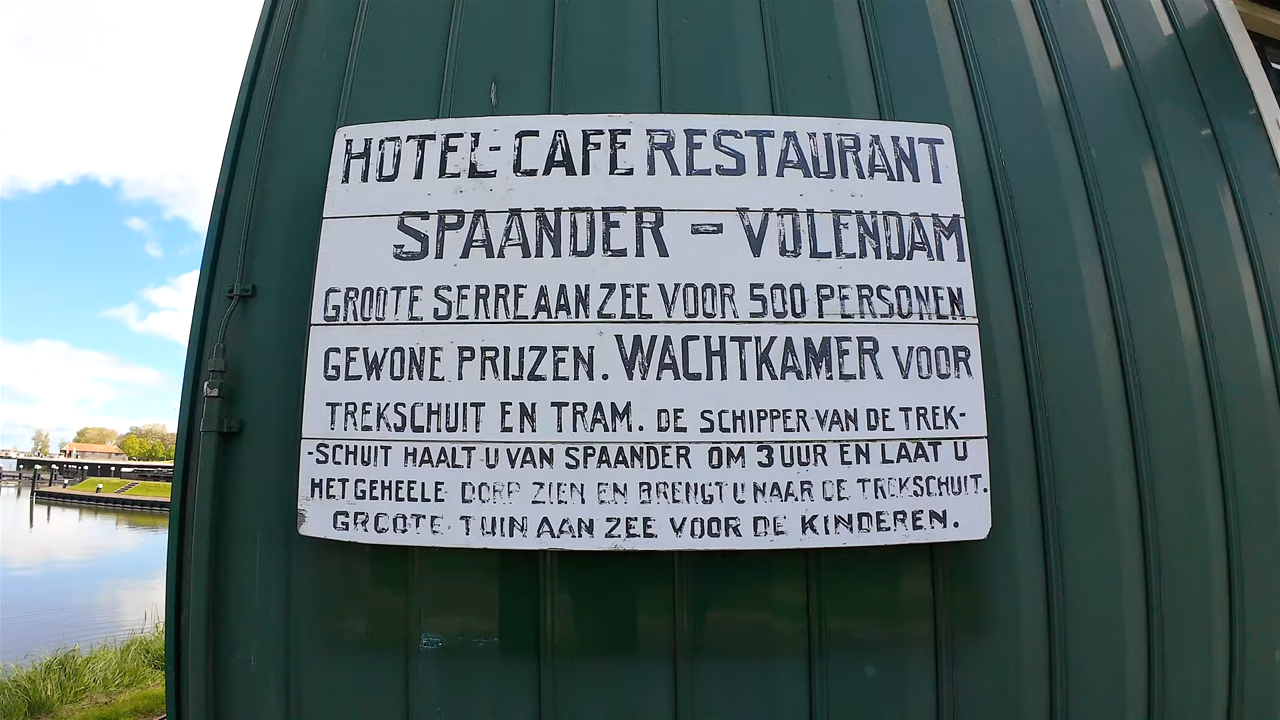 HOTEL-CAFE RESTAURANT
SPAANDER - VOLENDAM
GROOTE SERRE AAN ZEE VOOR 500 PERSONEN
GEWONE PRIJZEN. WACHTKAMER VOOR
TREKSCHUIT EN TRAM. DE SCHIPPER VAN DE TREK-
-SCHUIT HAALT U VAN SPAANDER OM 3 UUR EN LAAT U
HET GEHEELE DORP ZIEN EN BRENGT U NAAR DE TREKSCHUIT.
GROOTE TUIN AAN ZEE VOOR DE KINDEREN.